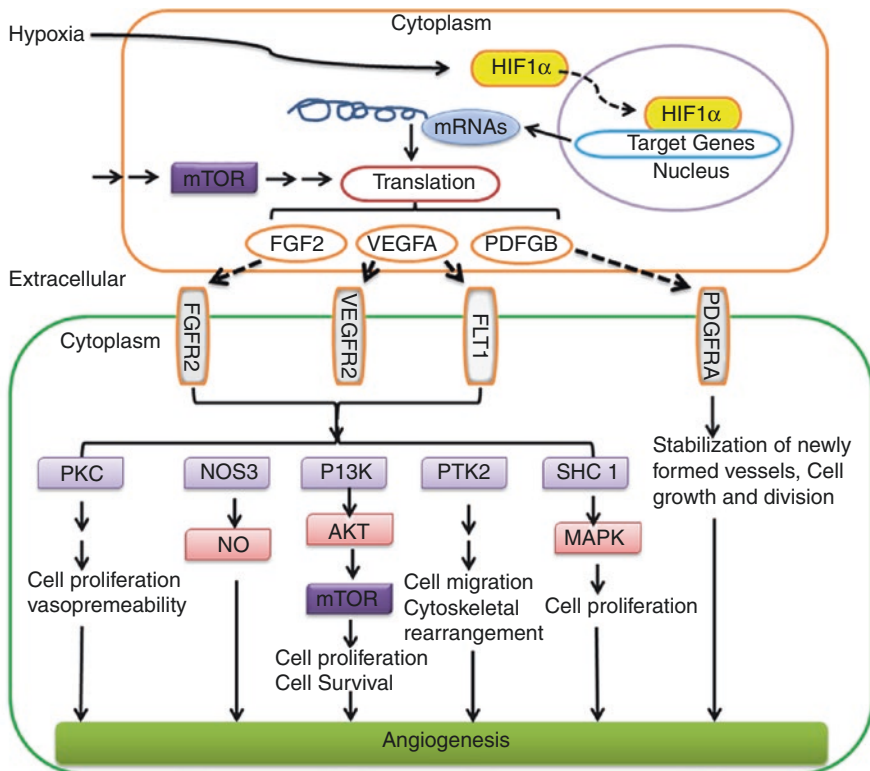 Cytoplasm
Hypoxia
HIF1α
HIF1α
mRNAs
Target Genes
Nucleus
mTOR
Translation
FGF2
VEGFA
PDFGB
Extracellular
FGFR2
VEGFR2
FLT1
PDGFRA
Cytoplasm
Stabilization of newly
formed vessels, Cell
growth and division
PKC
NOS3
P13K
PTK2
SHC 1
NO
AKT
MAPK
Cell proliferation
vasopremeability
mTOR
Cell migration
Cytoskeletal
rearrangement
Cell proliferation
Cell proliferation
Cell Survival
Angiogenesis